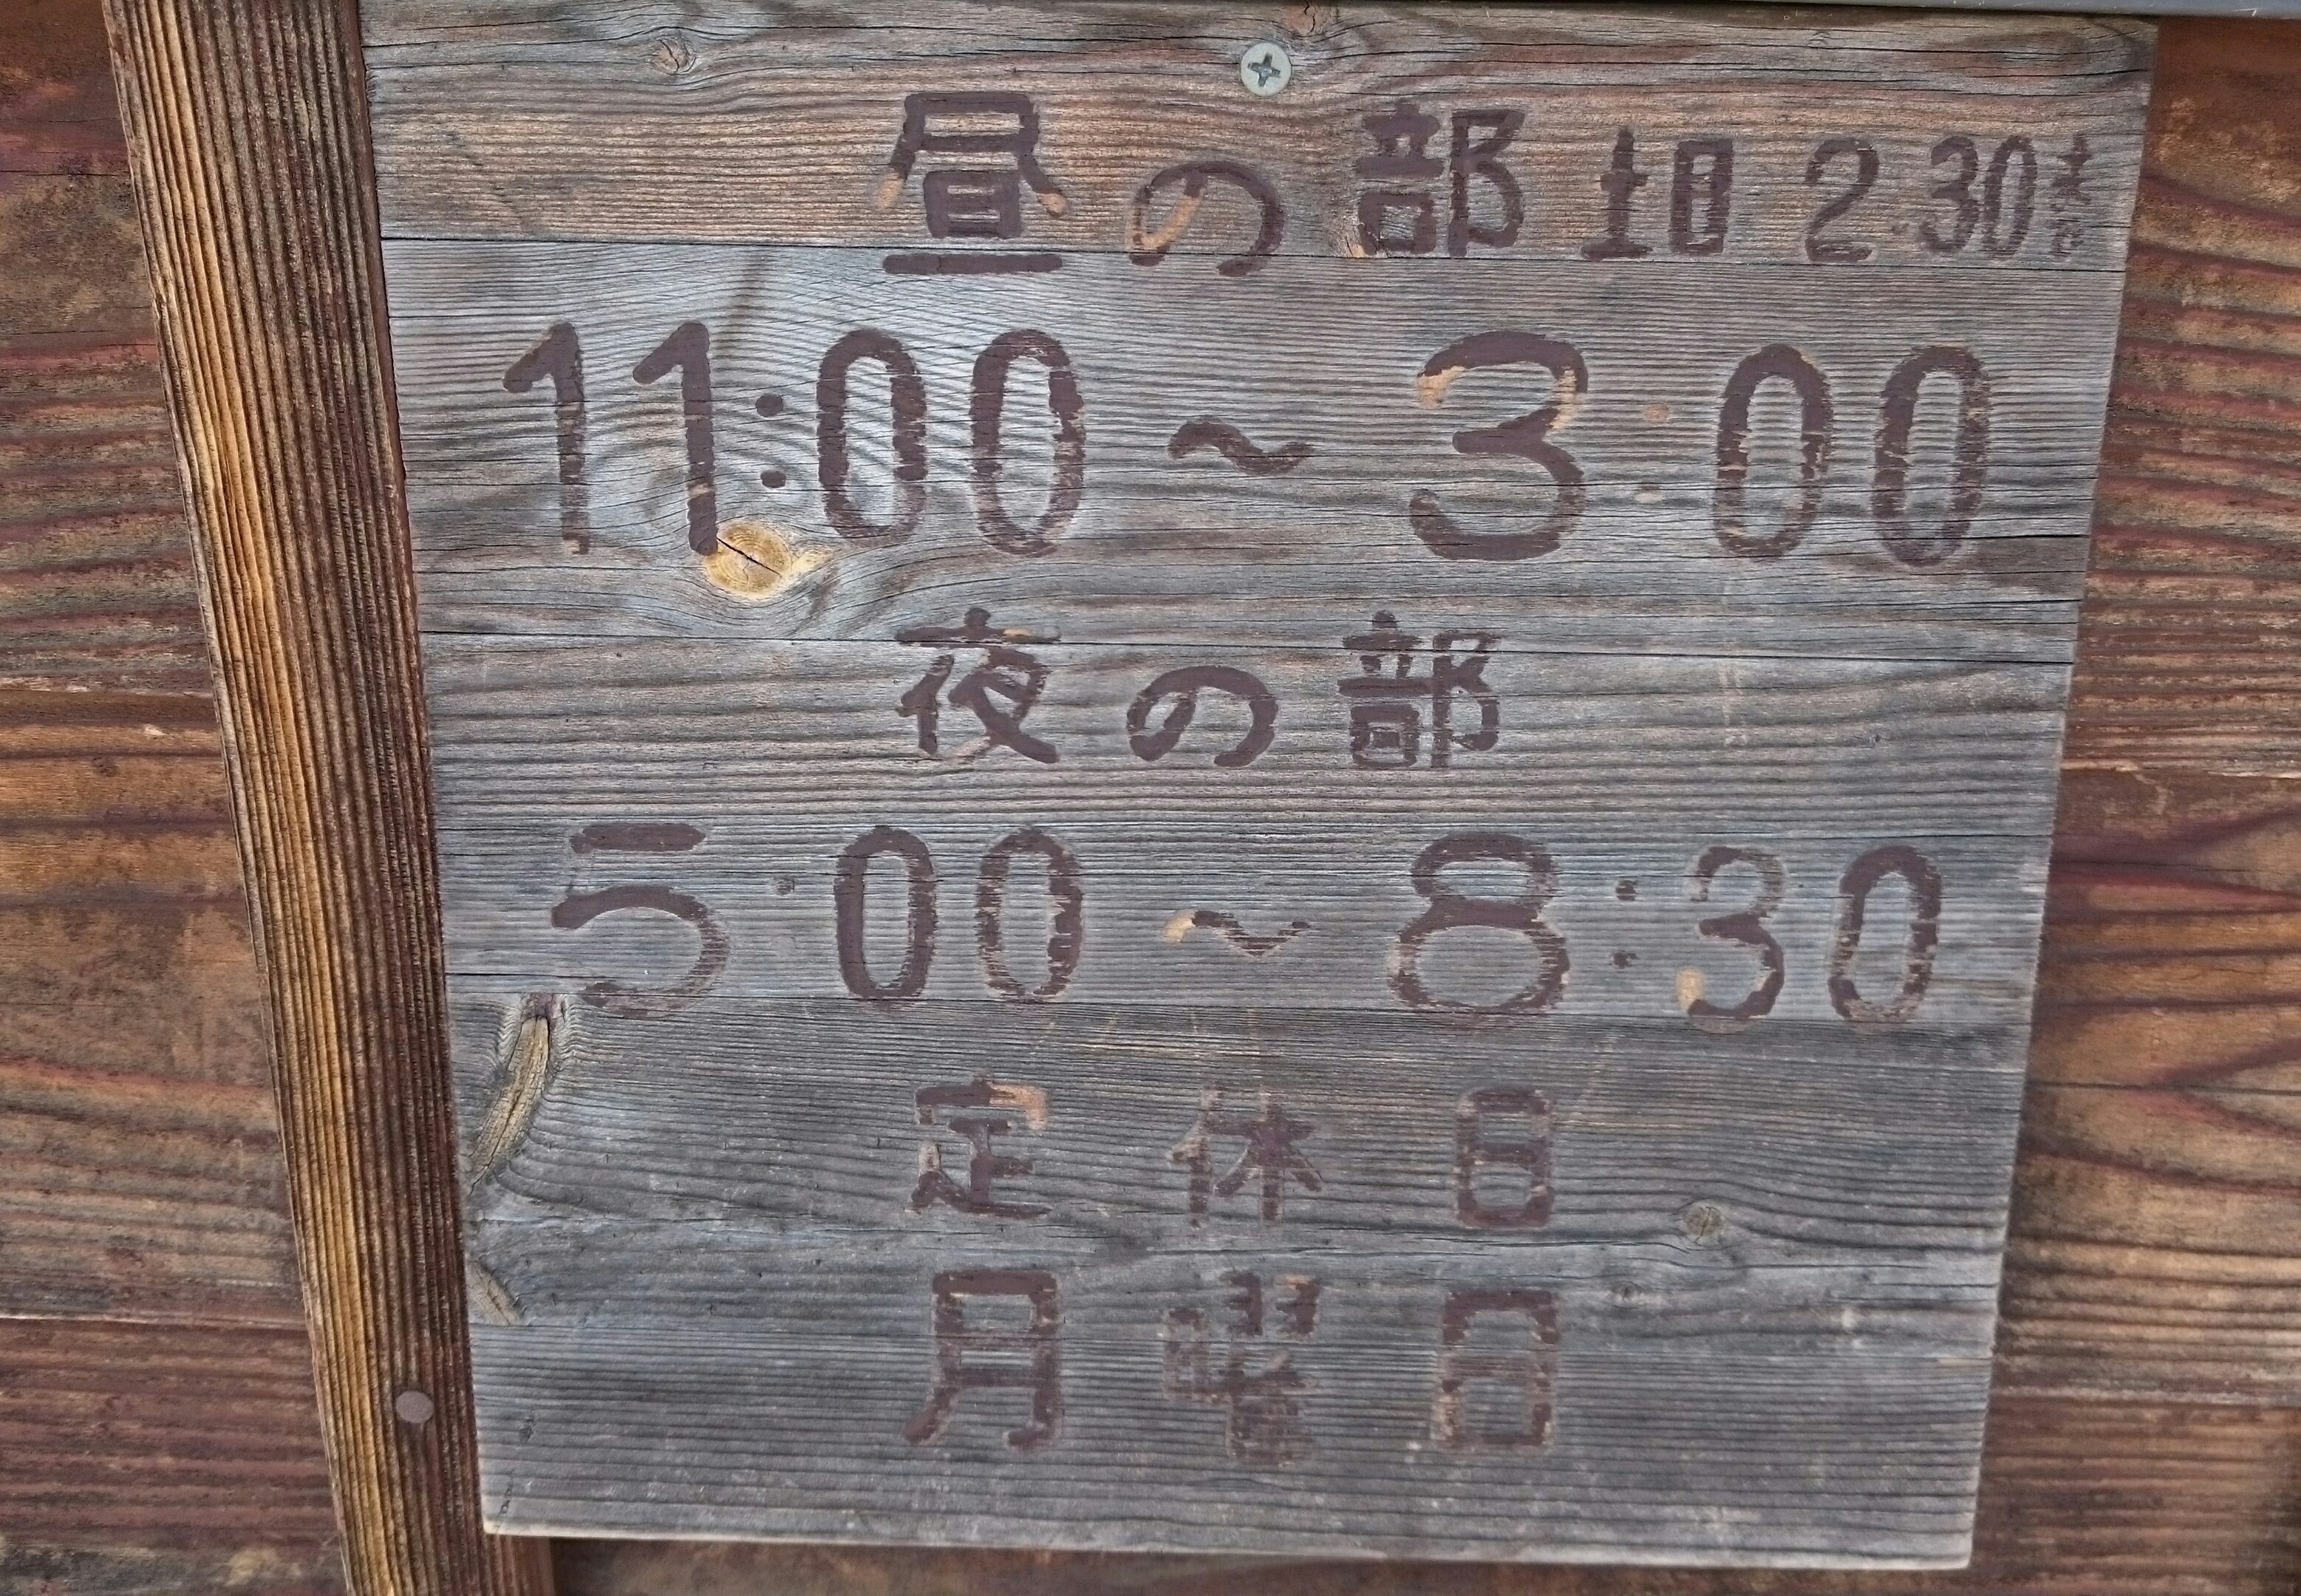 昼の部 土日 2:30まで
11:00 ～ 3:00
夜の部
5:00 ～ 8:30
定休日
月曜日